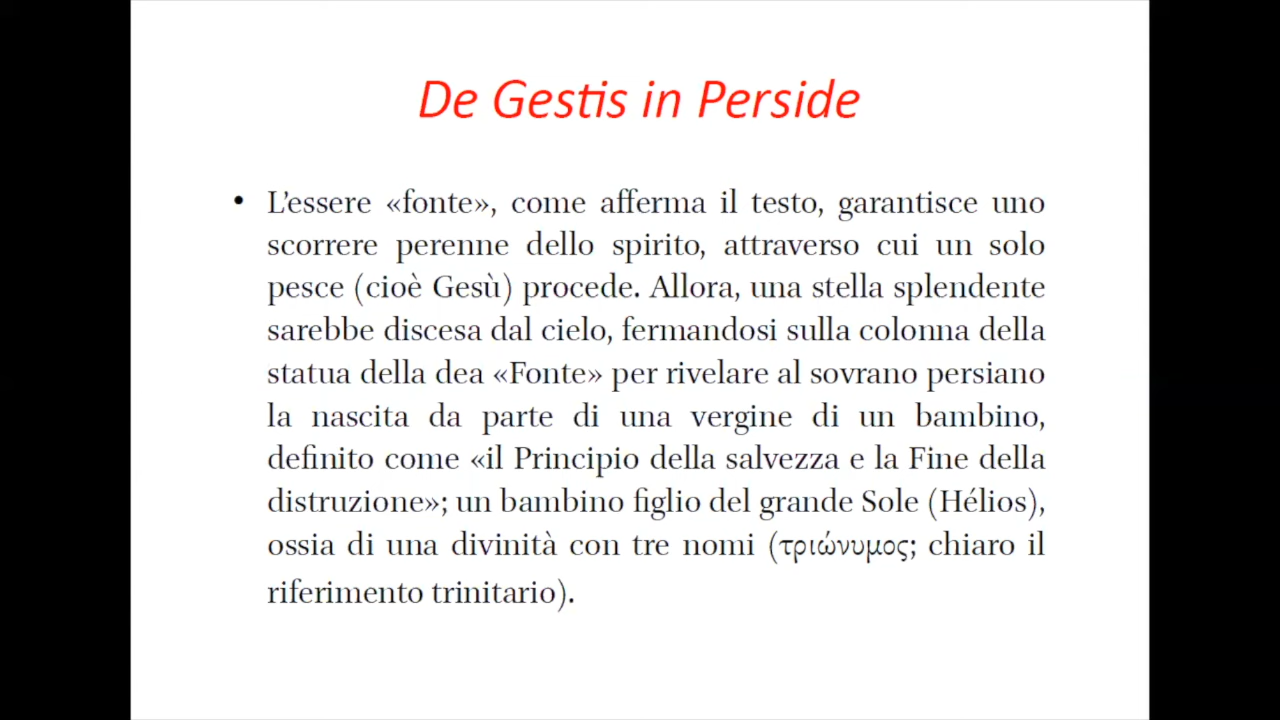 De Gestis in Perside
• L’essere «fonte», come afferma il testo, garantisce uno
scorrere perenne dello spirito, attraverso cui un solo
pesce (cioè Gesù) procede. Allora, una stella splendente
sarebbe discesa dal cielo, fermandosi sulla colonna della
statua della dea «Fonte» per rivelare al sovrano persiano
la nascita da parte di una vergine di un bambino,
definito come «il Principio della salvezza e la Fine della
distruzione»; un bambino figlio del grande Sole (Hélios),
ossia di una divinità con tre nomi (τριώνυμος; chiaro il
riferimento trinitario).